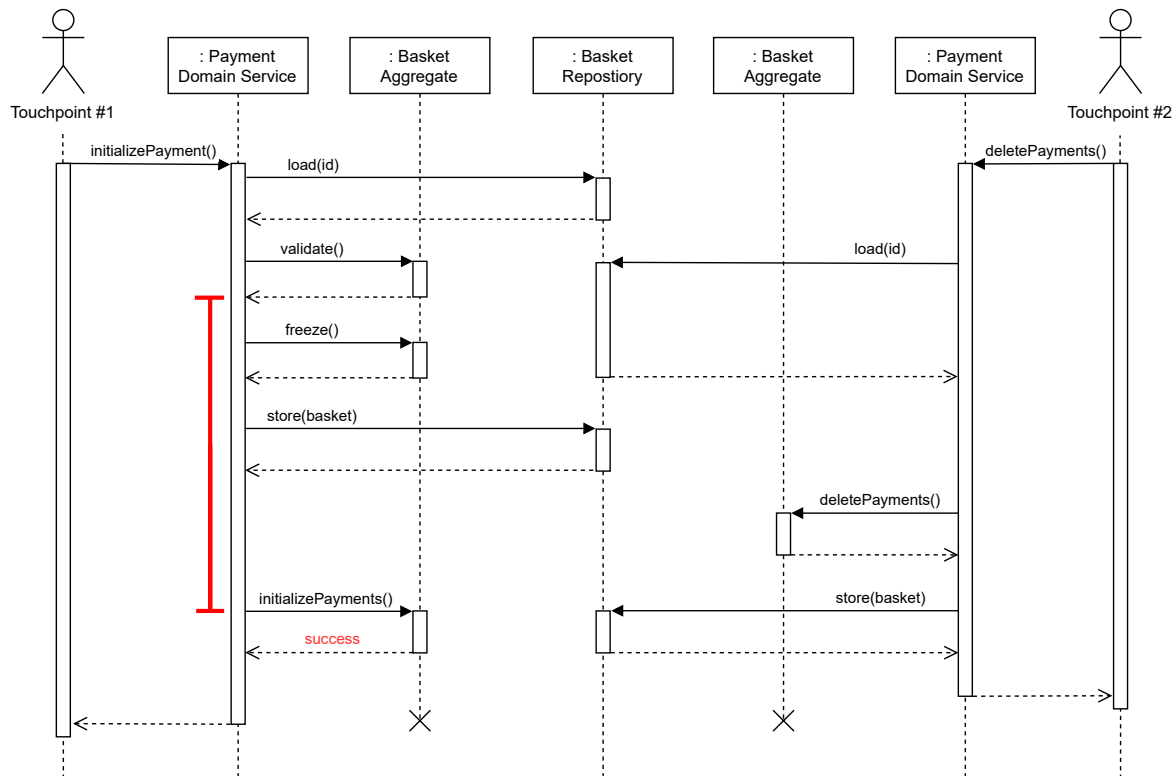 : Payment
Domain Service
: Basket
Aggregate
: Basket
Repostiory
: Basket
Aggregate
: Payment
Domain Service
Touchpoint #1
Touchpoint #2
initializePayment()
deletePayments()
load(id)
validate()
load(id)
freeze()
store(basket)
deletePayments()
initializePayments()
store(basket)
success